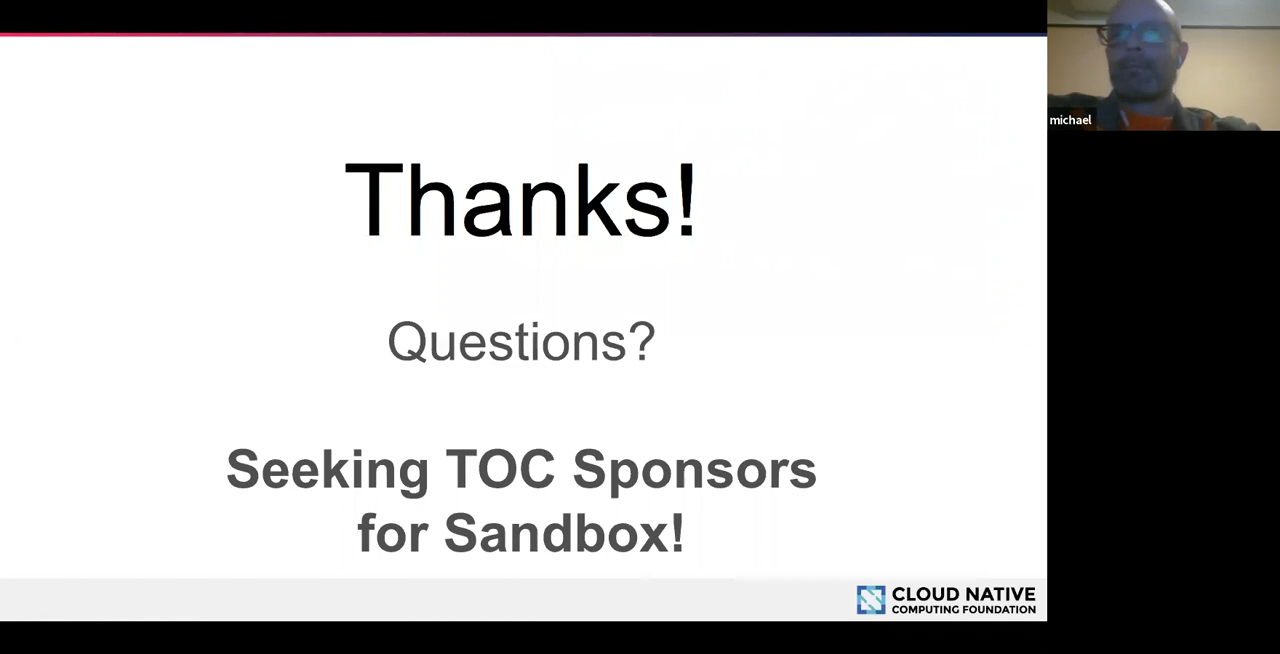 Thanks!
Questions?
Seeking TOC Sponsors
for Sandbox!
CLOUD NATIVE
COMPUTING FOUNDATION
michael